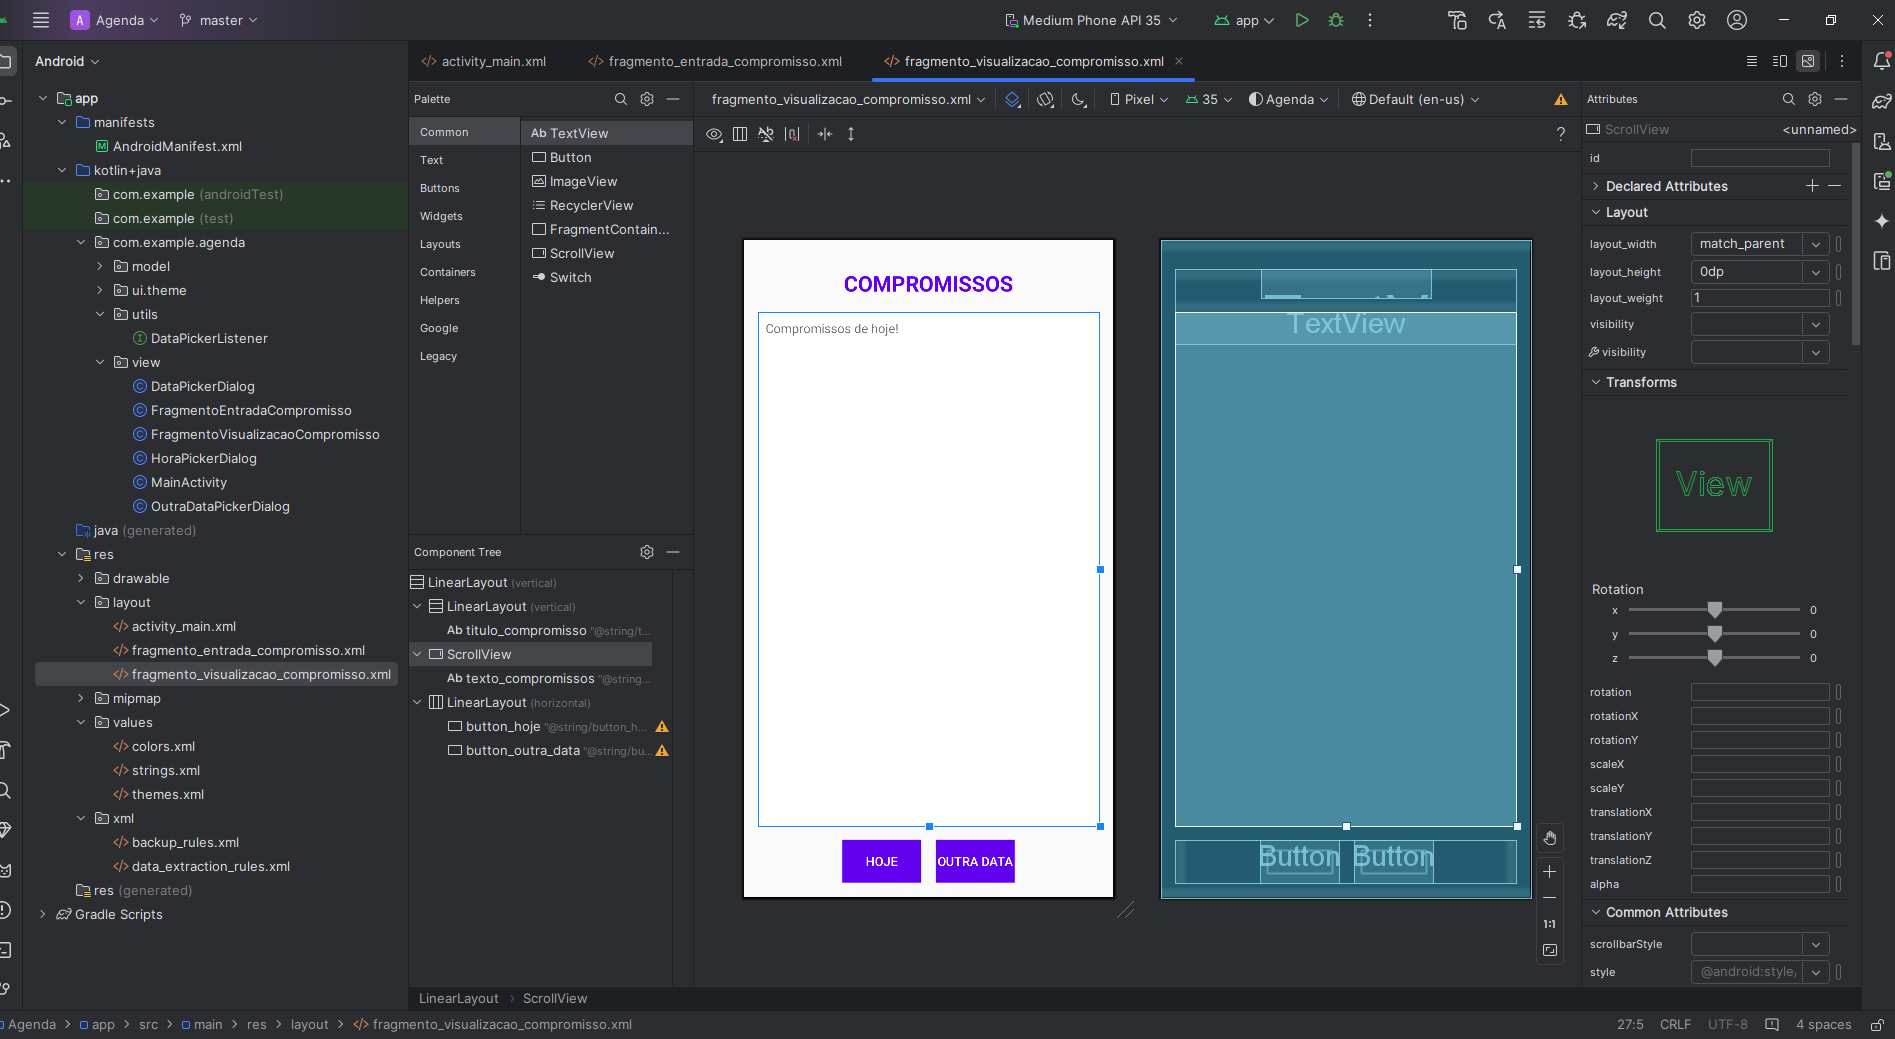 A Agenda master Medium Phone API 35 app
Android
activity_main.xml fragmento_entrada_compromisso.xml fragmento_visualizacao_compromisso.xml
app
manifests
AndroidManifest.xml
kotlin+java
com.example (androidTest)
com.example (test)
com.example.agenda
model
ui.theme
utils
DataPickerListener
view
DataPickerDialog
FragmentoEntradaCompromisso
FragmentoVisualizacaoCompromisso
HoraPickerDialog
MainActivity
OutraDataPickerDialog
java (generated)
res
drawable
layout
activity_main.xml
fragmento_entrada_compromisso.xml
fragmento_visualizacao_compromisso.xml
mipmap
values
colors.xml
strings.xml
themes.xml
xml
backup_rules.xml
data_extraction_rules.xml
res (generated)
Gradle Scripts
Palette
Common
Text
Buttons
Widgets
Layouts
Containers
Helpers
Google
Legacy
Ab TextView
Button
ImageView
RecyclerView
FragmentContain...
ScrollView
Switch
Component Tree
LinearLayout (vertical)
LinearLayout (vertical)
Ab titulo_compromisso "@string/t...
ScrollView
Ab texto_compromissos "@string...
LinearLayout (horizontal)
button_hoje "@string/button_h...
button_outra_data "@string/bu...
fragmento_visualizacao_compromisso.xml Pixel 35 Agenda Default (en-us)
?
COMPROMISSOS
Compromissos de hoje!
HOJE OUTRA DATA
TextView
Button Button
1:1
Attributes
ScrollView <unnamed>
id
Declared Attributes
Layout
layout_width match_parent
layout_height 0dp
layout_weight 1
visibility
visibility
Transforms
View
Rotation
x 0
y 0
z 0
rotation
rotationX
rotationY
scaleX
scaleY
translationX
translationY
translationZ
alpha
Common Attributes
scrollbarStyle
style @android:style/
LinearLayout > ScrollView
Agenda > app > src > main > res > layout > fragmento_visualizacao_compromisso.xml
27:5 CRLF UTF-8 4 spaces